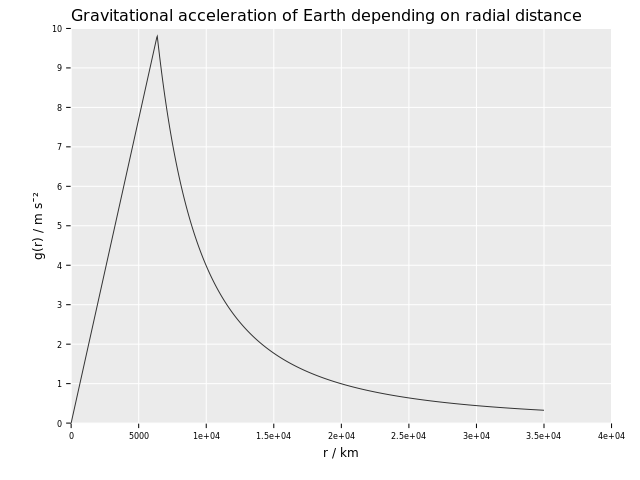 Gravitational acceleration of Earth depending on radial distance
10
9
8
7
6
5
4
3
2
1
0
g(r) / m s⁻²
0 5000 1e+04 1.5e+04 2e+04 2.5e+04 3e+04 3.5e+04 4e+04
r / km